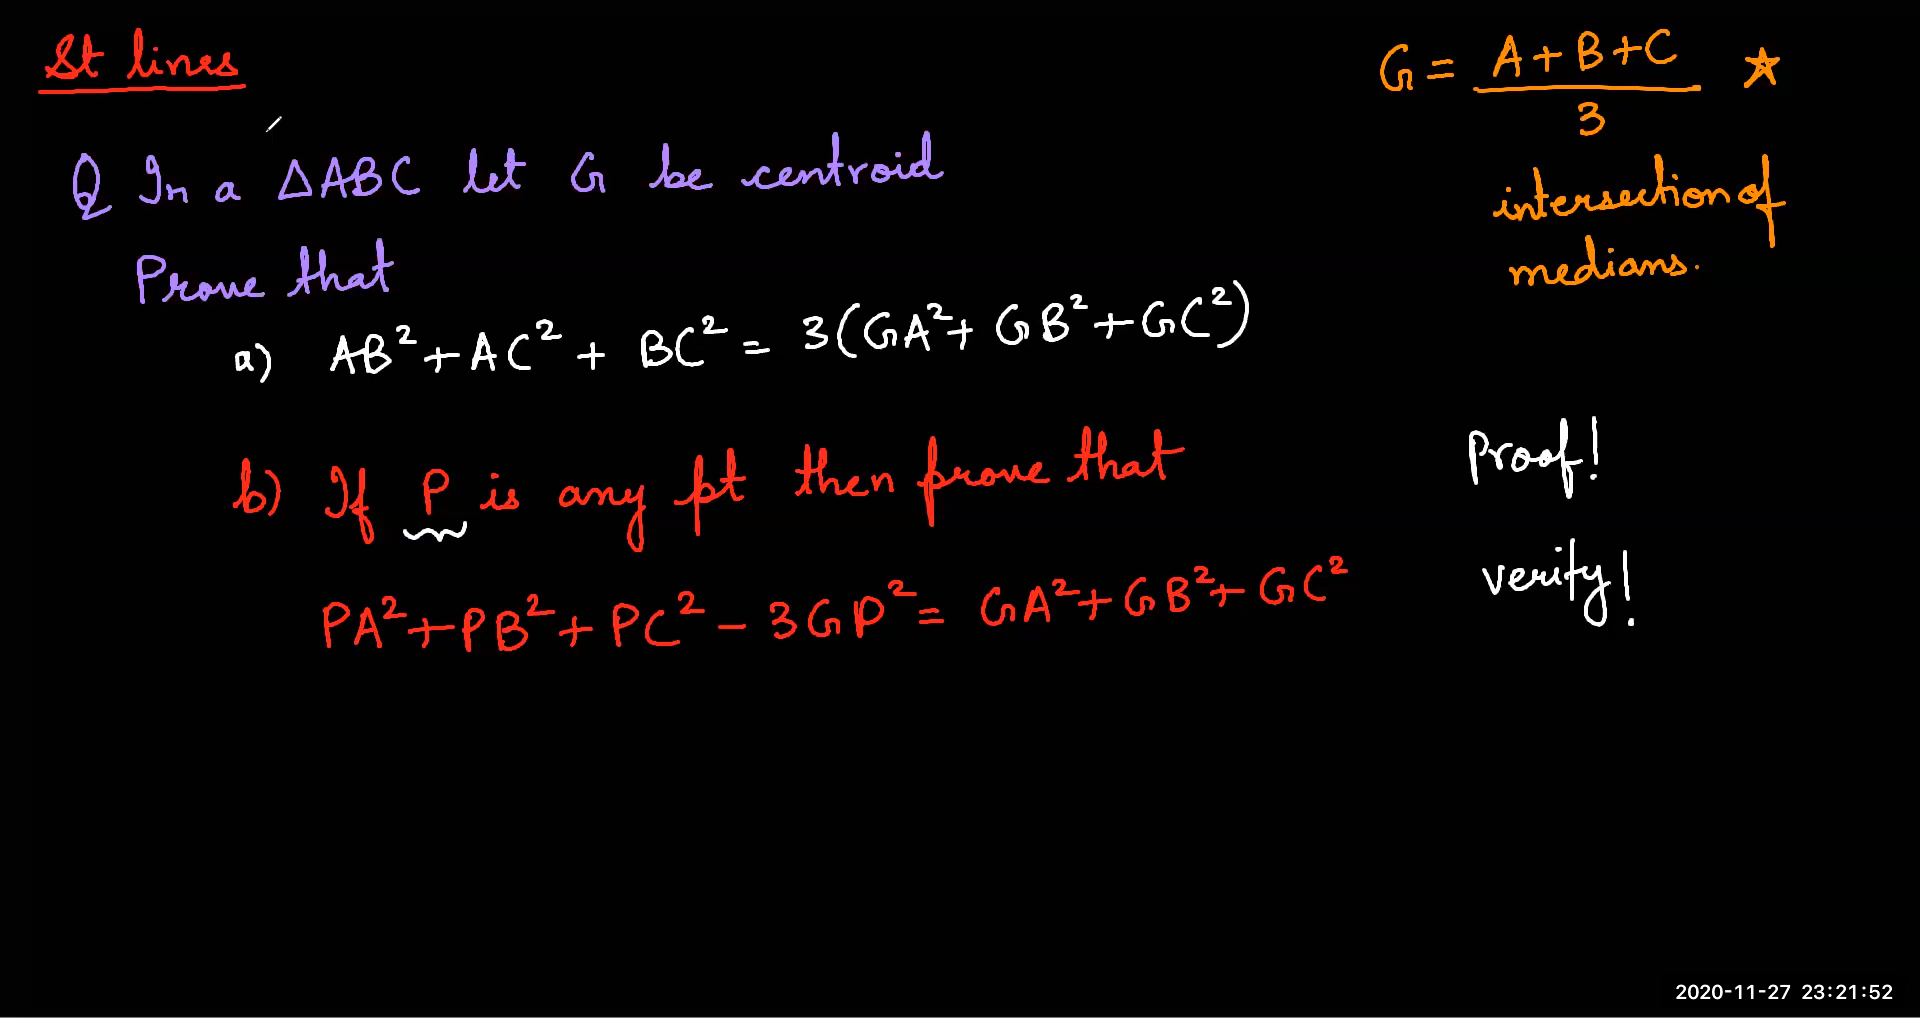 St lines
G = A + B + C / 3 ★
intersection of
medians.
Q In a △ABC let G be centroid
Prove that
a) AB² + AC² + BC² = 3(GA² + GB² + GC²)
b) If P is any pt then prove that
PA² + PB² + PC² - 3GP² = GA² + GB² + GC²
Proof!
verify!
2020-11-27 23:21:52